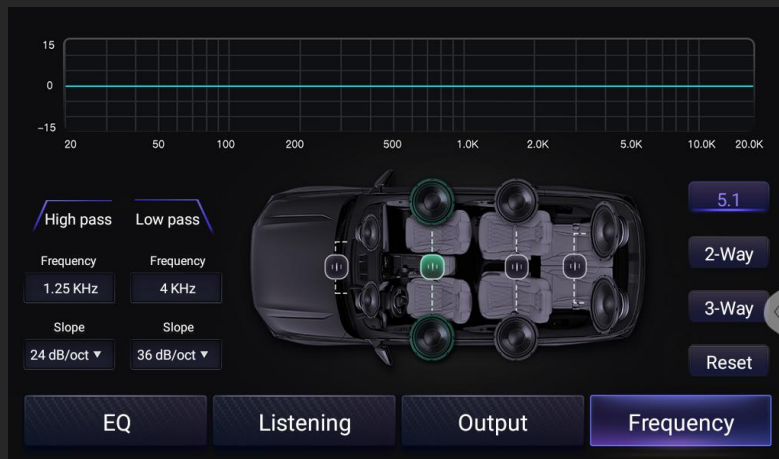 15
0
-15
20 50 100 200 500 1.0K 2.0K 5.0K 10.0K 20.0K
High pass Low pass
Frequency Frequency
1.25 KHz 4 KHz
Slope Slope
24 dB/oct ▼ 36 dB/oct ▼
5.1
2-Way
3-Way
Reset
EQ Listening Output Frequency